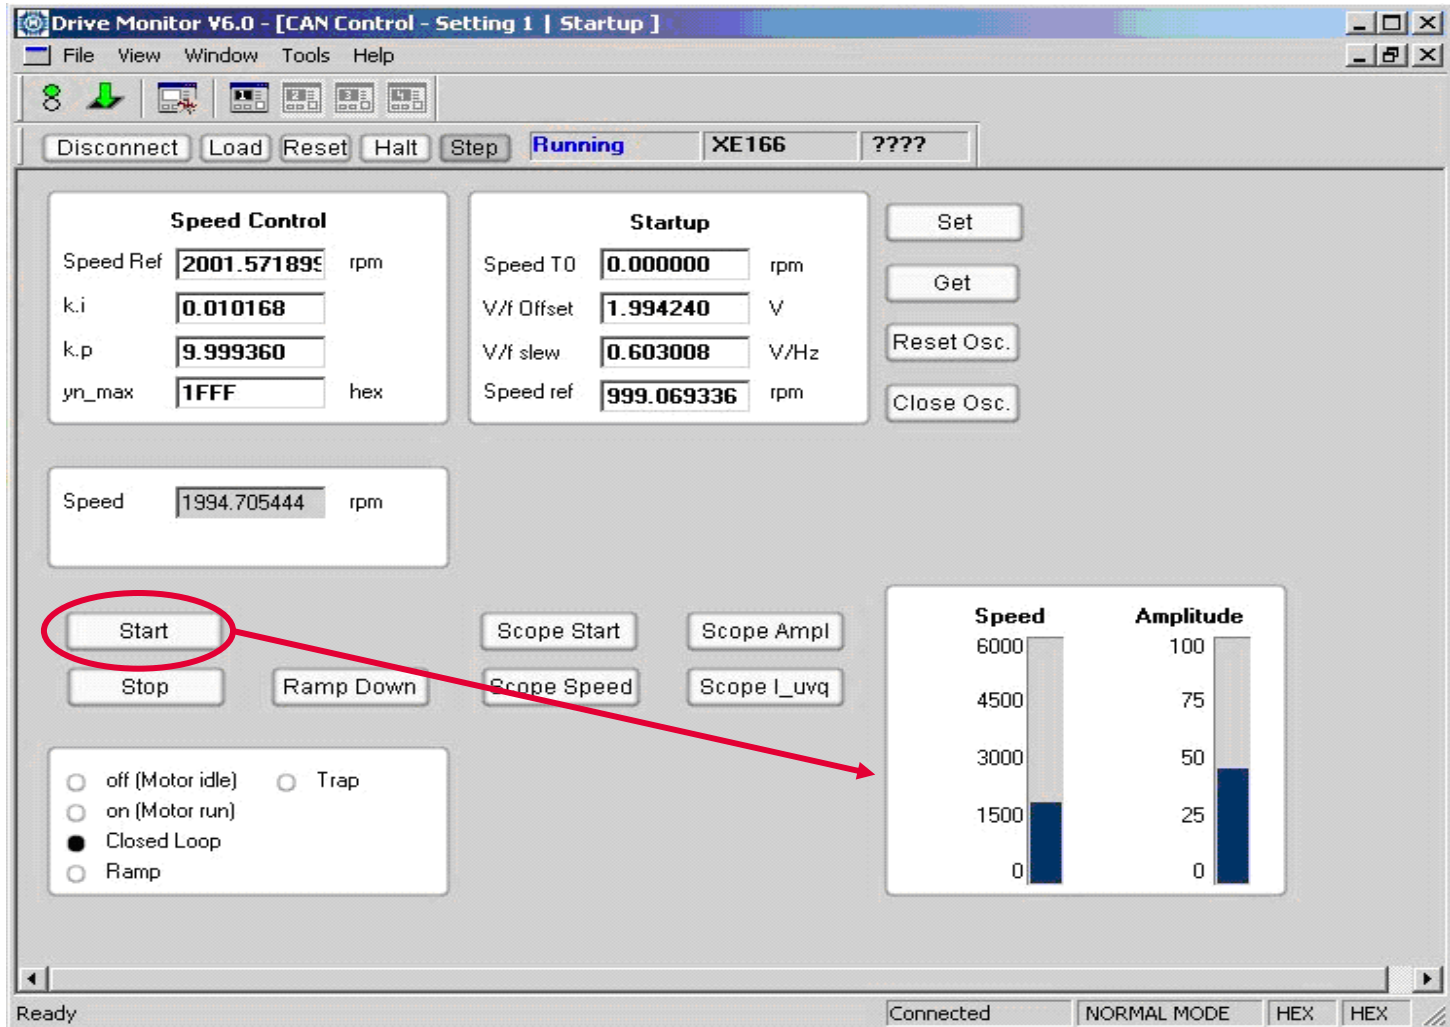 Drive Monitor V6.0 - [CAN Control - Setting 1 | Startup ]
File View Window Tools Help
1 2 3 4
Disconnect Load Reset Halt Step Running XE166 ????
Speed Control
Speed Ref 2001.571899 rpm
k.i 0.010168
k.p 9.999360
yn_max 1FFF hex
Startup
Speed T0 0.000000 rpm
V/f Offset 1.994240 V
V/f slew 0.603008 V/Hz
Speed ref 999.069336 rpm
Set
Get
Reset Osc.
Close Osc.
Speed 1994.705444 rpm
Start Scope Start Scope Ampl
Stop Ramp Down Scope Speed Scope I_uvq
off (Motor idle) Trap
on (Motor run)
Closed Loop
Ramp
Speed Amplitude
6000 100
4500 75
3000 50
1500 25
0 0
Ready Connected NORMAL MODE HEX HEX